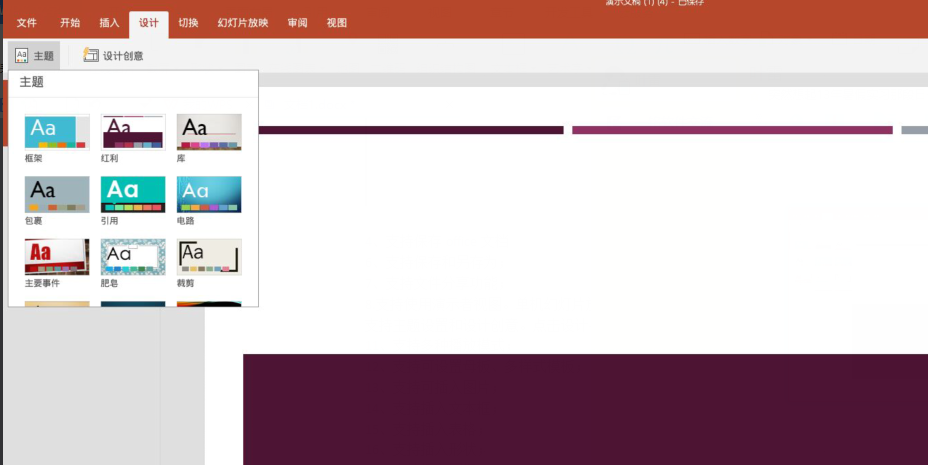 演示文稿 (1) (4) - 已保存
文件 开始 插入 设计 切换 幻灯片放映 审阅 视图
Aa 主题 设计创意
主题
Aa Aa Aa
框架 红利 库
Aa Aa Aa
包裹 引用 电路
Aa Aa Aa
主要事件 肥皂 裁剪